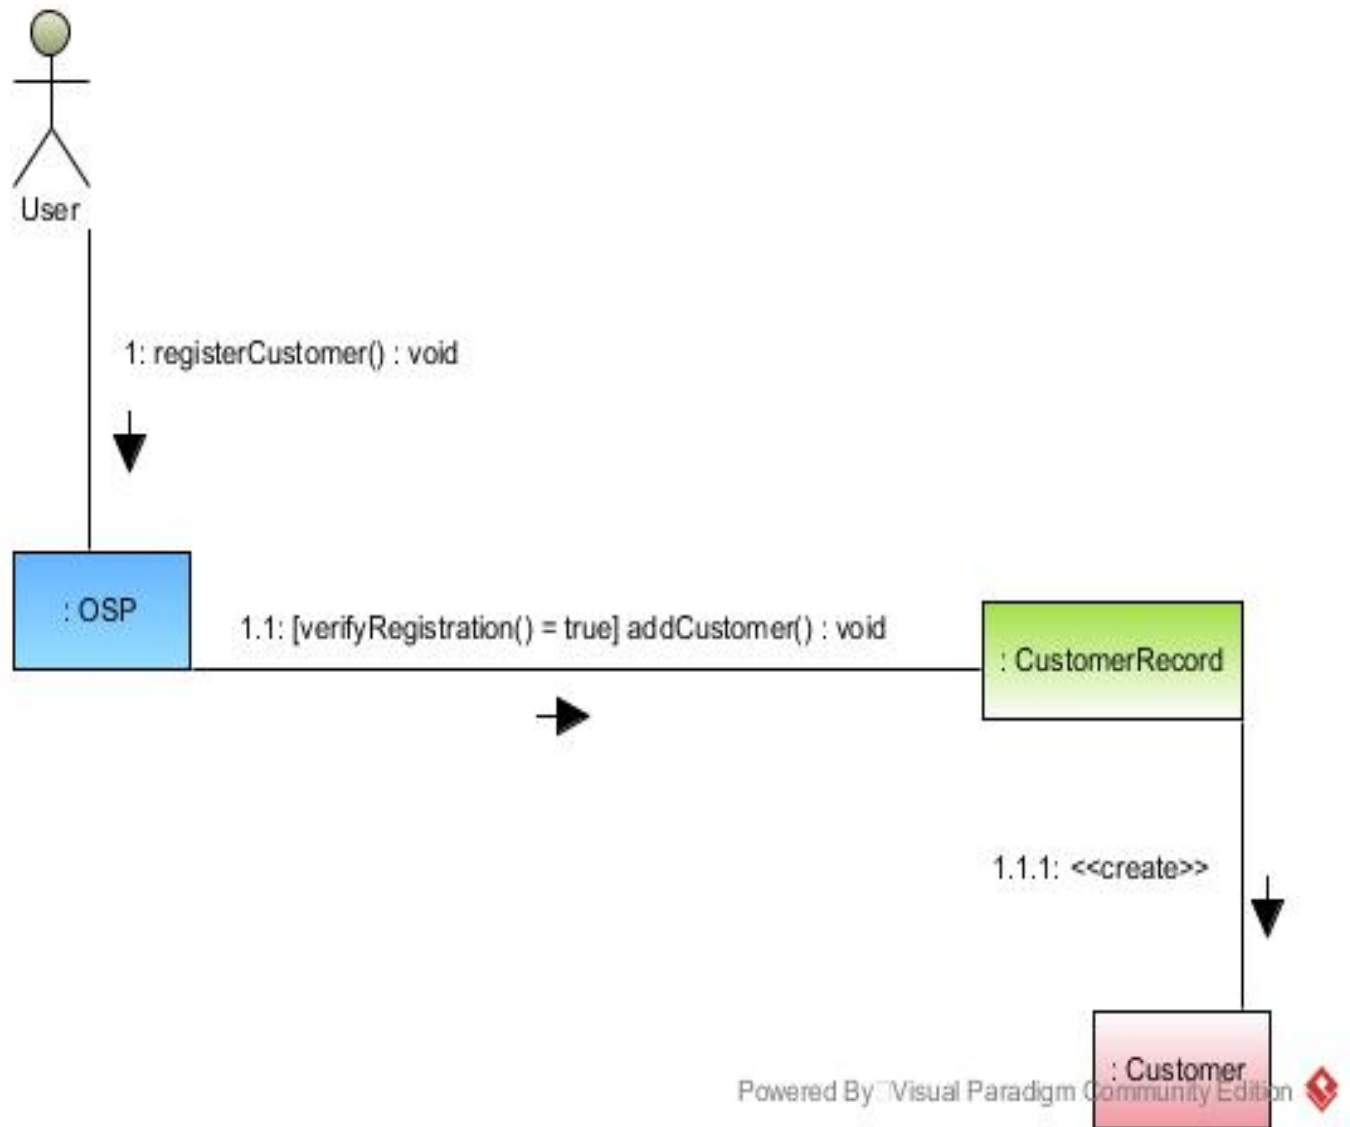 User
1: registerCustomer() : void
: OSP
1.1: [verifyRegistration() = true] addCustomer() : void
: CustomerRecord
1.1.1: <<create>>
: Customer
Powered By Visual Paradigm Community Edition